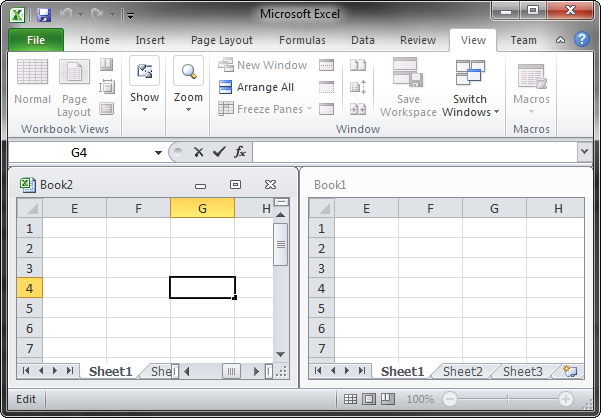 Microsoft Excel
File Home Insert Page Layout Formulas Data Review View Team
Normal Page Layout
Workbook Views
Show
Zoom
New Window
Arrange All
Freeze Panes
Save Workspace
Switch Windows
Window
Macros
Macros
G4 fx
Book2
E F G H
1
2
3
4
5
6
7
Sheet1 She
Book1
E F G H
1
2
3
4
5
6
7
Sheet1 Sheet2 Sheet3
Edit 100%